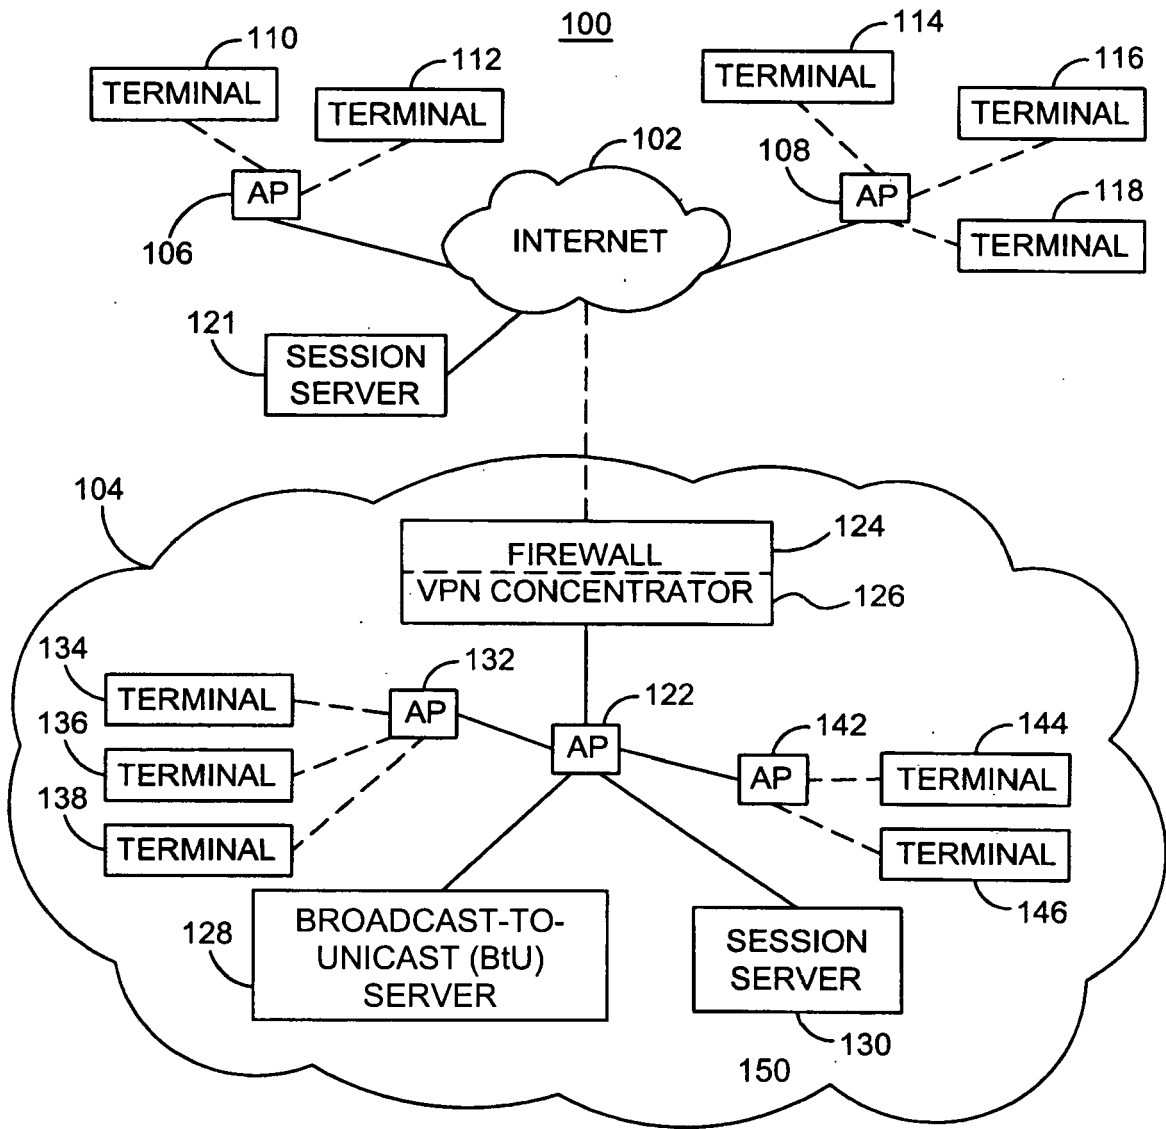 100
110
TERMINAL
112
TERMINAL
114
TERMINAL
116
TERMINAL
102
108
AP
106
AP
118
TERMINAL
INTERNET
121
SESSION
SERVER
104
FIREWALL
124
VPN CONCENTRATOR
126
134
TERMINAL
132
AP
122
AP
136
TERMINAL
142
AP
144
TERMINAL
138
TERMINAL
TERMINAL
146
128
BROADCAST-TO-
UNICAST (BtU)
SERVER
SESSION
SERVER
130
150